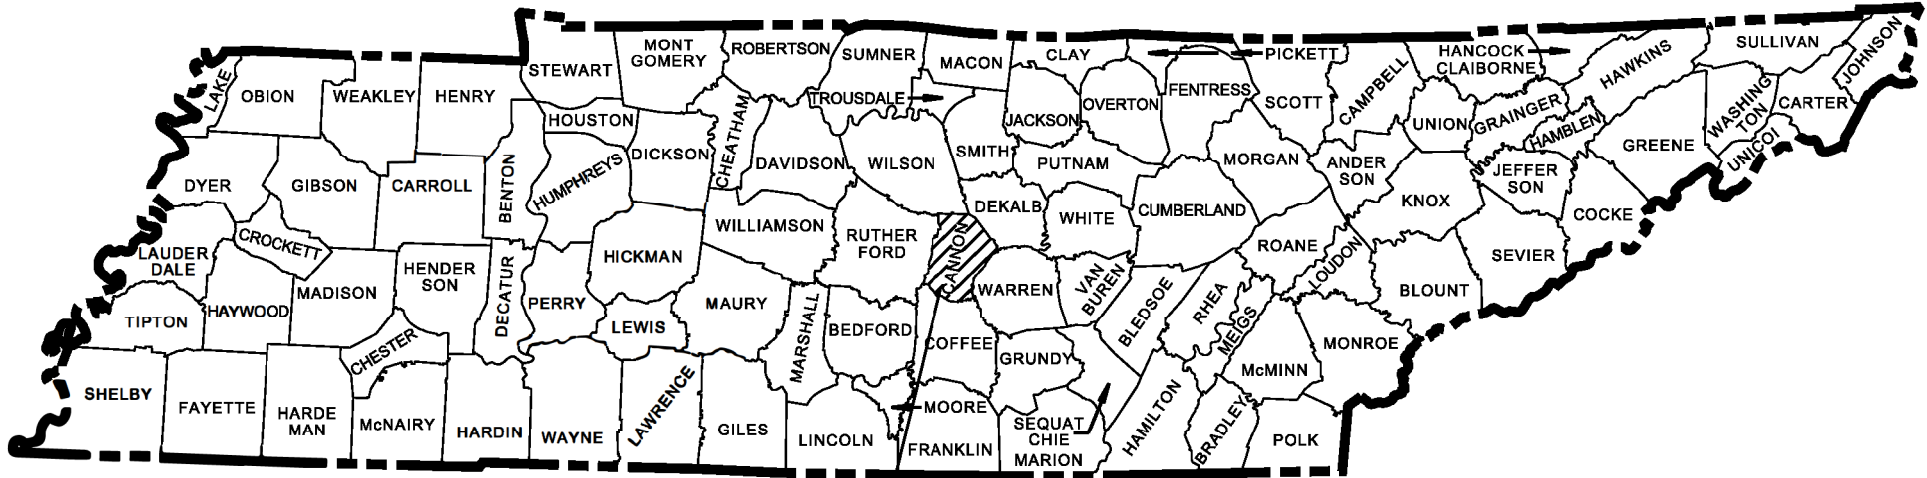 MONT
GOMERY
ROBERTSON
SUMNER
CLAY
PICKETT
HANCOCK
CLAIBORNE
HAWKINS
SULLIVAN
JOHNSON
STEWART
MACON
LAKE
OBION
WEAKLEY
HENRY
TROUSDALE
OVERTON
FENTRESS
SCOTT
CAMPBELL
UNION
GRAINGER
HAMBLEN
WASHING
TON
CARTER
HOUSTON
JACKSON
DICKSON
CHEATHAM
DAVIDSON
WILSON
SMITH
PUTNAM
MORGAN
ANDER
SON
JEFFER
SON
GREENE
UNICOI
DYER
GIBSON
CARROLL
BENTON
HUMPHREYS
KNOX
COCKE
CROCKETT
WILLIAMSON
RUTHER
FORD
CANNON
DEKALB
WHITE
CUMBERLAND
ROANE
LOUDON
SEVIER
LAUDER
DALE
HICKMAN
HENDER
SON
DECATUR
PERRY
MADISON
HAYWOOD
TIPTON
MAURY
MARSHALL
BEDFORD
WARREN
VAN
BUREN
BLEDSOE
RHEA
MEIGS
BLOUNT
LEWIS
COFFEE
GRUNDY
MONROE
McMINN
CHESTER
SHELBY
FAYETTE
HARDE
MAN
McNAIRY
HARDIN
WAYNE
LAWRENCE
GILES
LINCOLN
MOORE
FRANKLIN
SEQUAT
CHIE
MARION
HAMILTON
BRADLEY
POLK